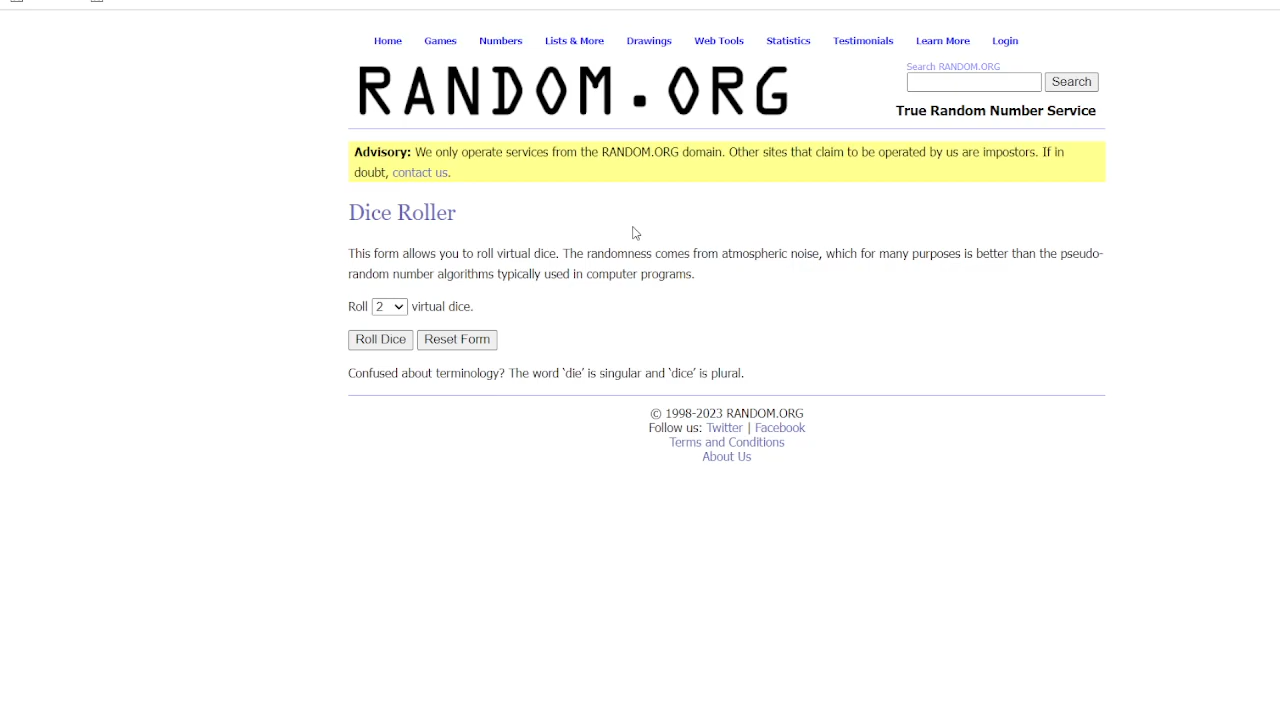 Home Games Numbers Lists & More Drawings Web Tools Statistics Testimonials Learn More Login
RANDOM.ORG
Search RANDOM.ORG
Search
True Random Number Service
Advisory: We only operate services from the RANDOM.ORG domain. Other sites that claim to be operated by us are impostors. If in
doubt, contact us.
Dice Roller
This form allows you to roll virtual dice. The randomness comes from atmospheric noise, which for many purposes is better than the pseudo-
random number algorithms typically used in computer programs.
Roll 2 virtual dice.
Roll Dice Reset Form
Confused about terminology? The word ‘die’ is singular and ‘dice’ is plural.
© 1998-2023 RANDOM.ORG
Follow us: Twitter | Facebook
Terms and Conditions
About Us